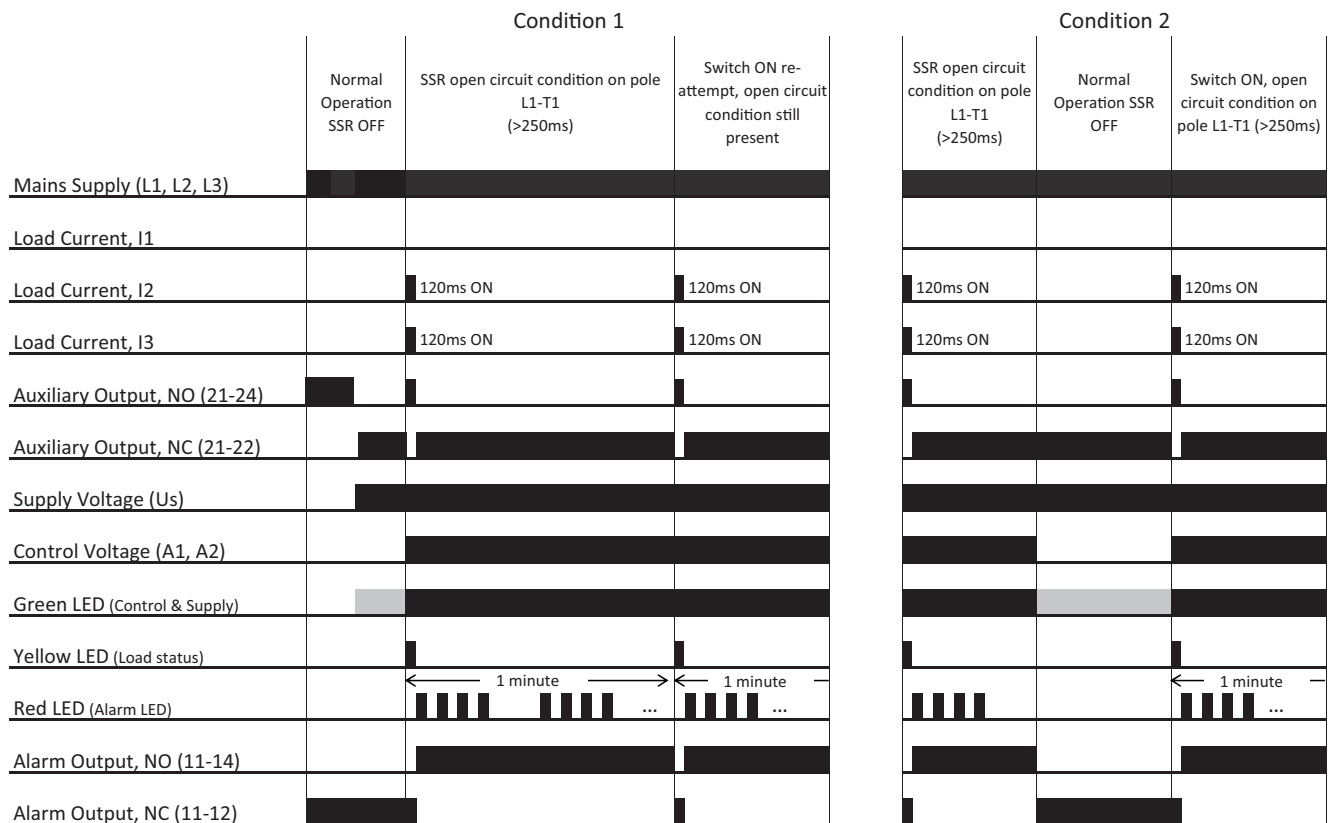 Condition 1
Condition 2
Normal
Operation
SSR OFF
SSR open circuit condition on pole
L1-T1
(>250ms)
Switch ON re-
attempt, open circuit
condition still
present
SSR open circuit
condition on pole
L1-T1
(>250ms)
Normal
Operation SSR
OFF
Switch ON, open
circuit condition on
pole L1-T1 (>250ms)
Mains Supply (L1, L2, L3)
Load Current, I1
Load Current, I2
120ms ON
120ms ON
120ms ON
120ms ON
Load Current, I3
120ms ON
120ms ON
120ms ON
120ms ON
Auxiliary Output, NO (21-24)
Auxiliary Output, NC (21-22)
Supply Voltage (Us)
Control Voltage (A1, A2)
Green LED (Control & Supply)
Yellow LED (Load status)
1 minute
1 minute
1 minute
Red LED (Alarm LED)
...
...
...
Alarm Output, NO (11-14)
Alarm Output, NC (11-12)